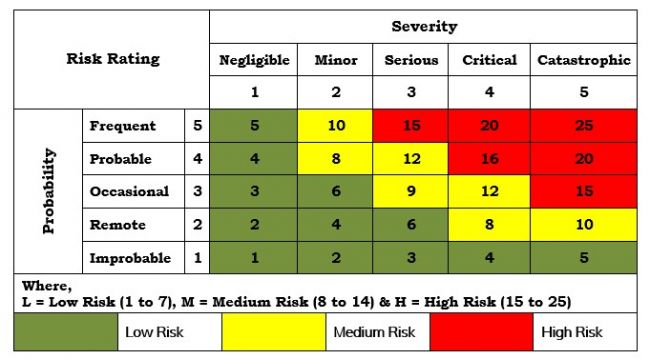 Risk Rating Severity
Negligible Minor Serious Critical Catastrophic
1 2 3 4 5
Probability
Frequent 5 5 10 15 20 25
Probable 4 4 8 12 16 20
Occasional 3 3 6 9 12 15
Remote 2 2 4 6 8 10
Improbable 1 1 2 3 4 5
Where,
L = Low Risk (1 to 7), M = Medium Risk (8 to 14) & H = High Risk (15 to 25)
Low Risk Medium Risk High Risk